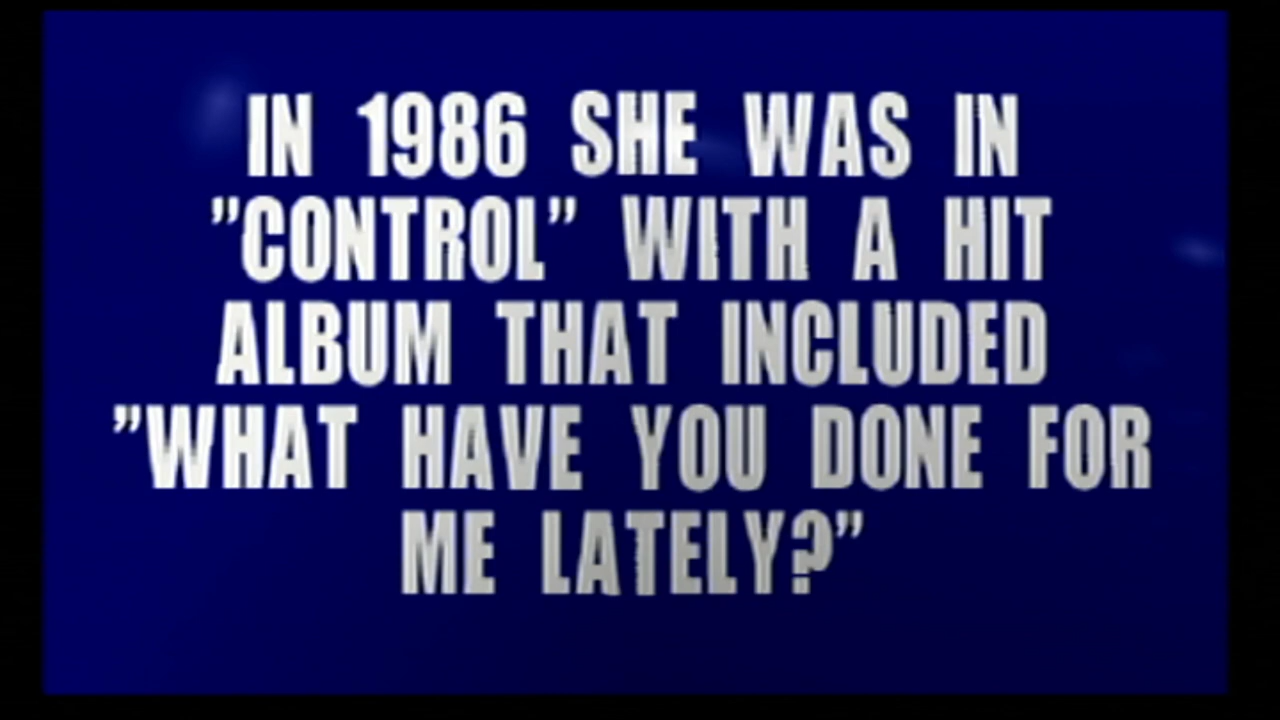 IN 1986 SHE WAS IN
"CONTROL" WITH A HIT
ALBUM THAT INCLUDED
"WHAT HAVE YOU DONE FOR
ME LATELY?"